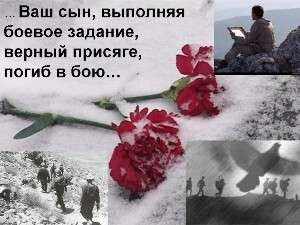 ... Ваш сын, выполняя
боевое задание,
верный присяге,
погиб в бою...